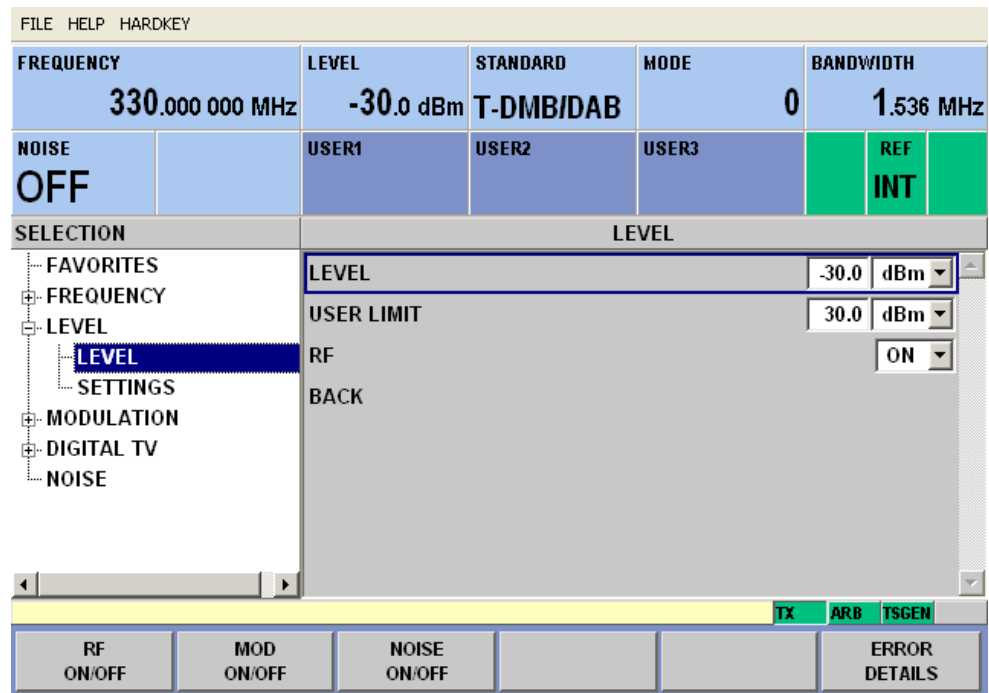 FILE HELP HARDKEY
FREQUENCY
330.000 000 MHz
LEVEL
-30.0 dBm
STANDARD
T-DMB/DAB
MODE
0
BANDWIDTH
1.536 MHz
NOISE
OFF
USER1
USER2
USER3
REF
INT
SELECTION
FAVORITES
FREQUENCY
LEVEL
LEVEL
SETTINGS
MODULATION
DIGITAL TV
NOISE
LEVEL
LEVEL -30.0 dBm
USER LIMIT 30.0 dBm
RF ON
BACK
TX ARB TSGEN
RF
ON/OFF
MOD
ON/OFF
NOISE
ON/OFF
ERROR
DETAILS